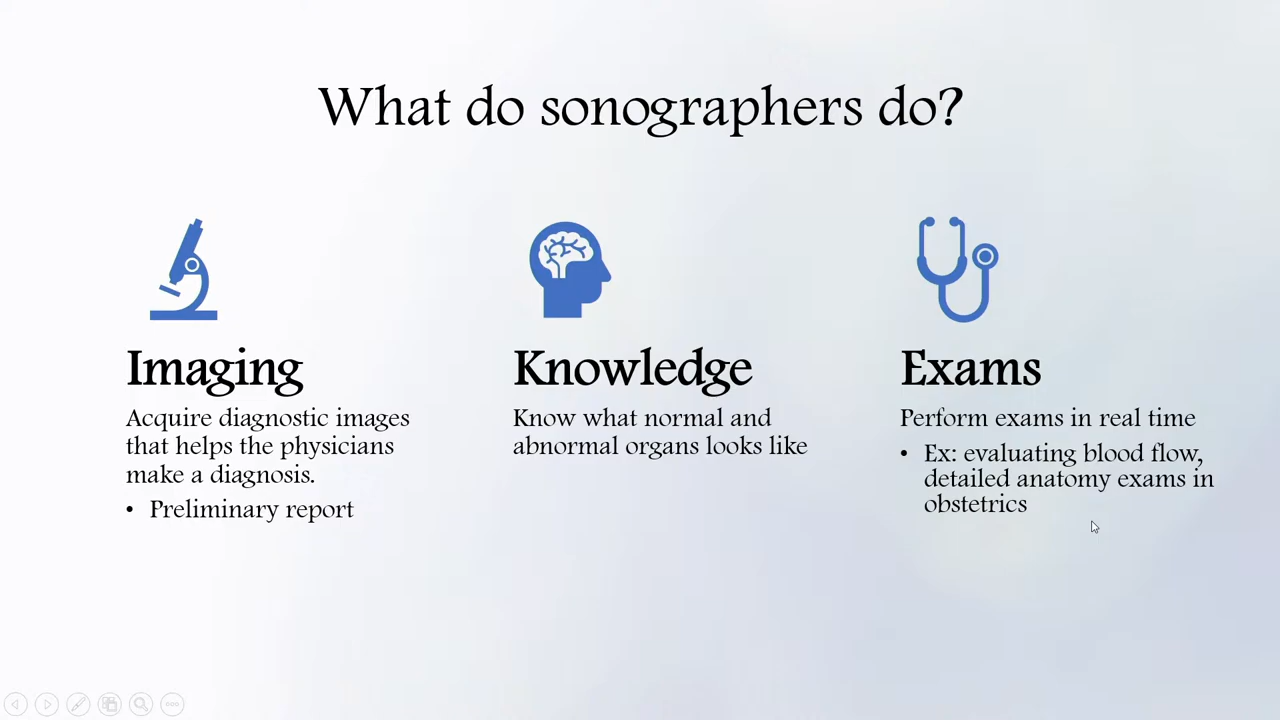 What do sonographers do?
Imaging
Acquire diagnostic images
that helps the physicians
make a diagnosis.
• Preliminary report
Knowledge
Know what normal and
abnormal organs looks like
Exams
Perform exams in real time
• Ex: evaluating blood flow,
detailed anatomy exams in
obstetrics